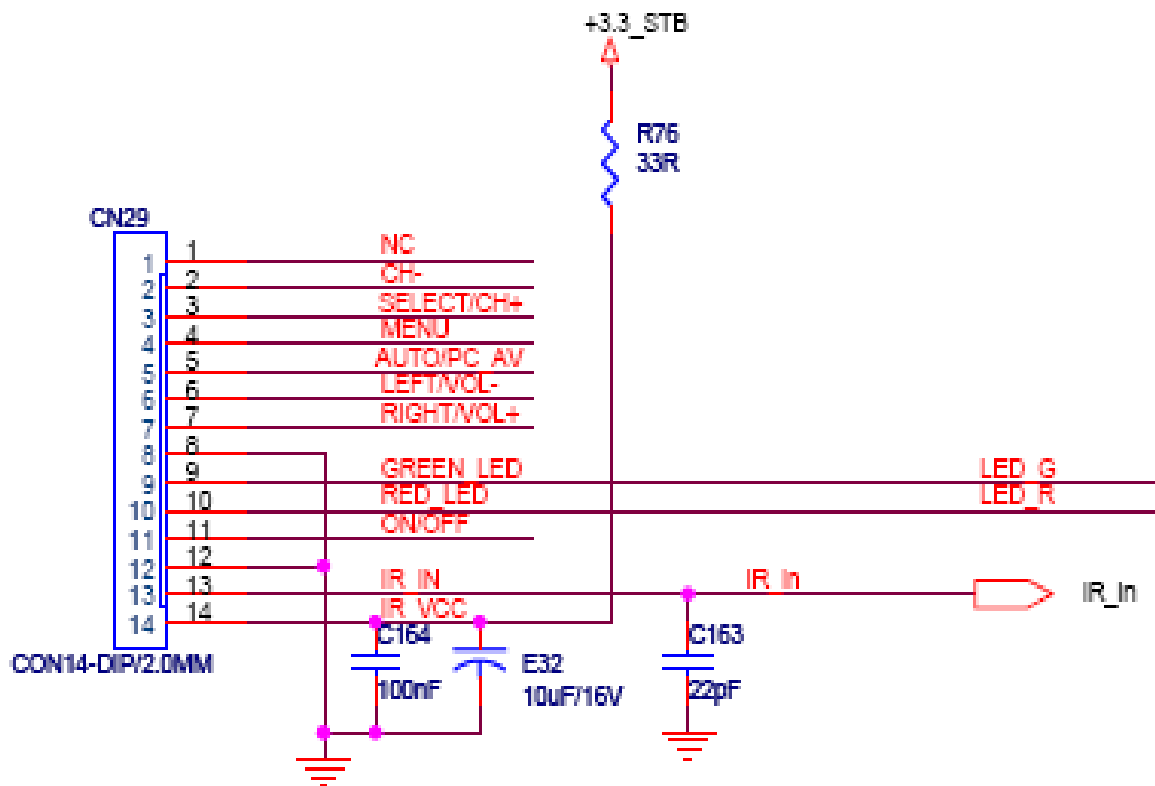 +3.3_STB
R76
33R
CN29
1 1 NC
2 2 CH-
3 3 SELECT/CH+
4 4 MENU
5 5 AUTO/PC_AV
6 6 LEFT/VOL-
7 7 RIGHT/VOL+
8 8
9 9 GREEN_LED LED_G
10 10 RED_LED LED_R
11 11 ON/OFF
12 12
13 13 IR_IN IR_In IR_In
14 14 IR_VCC
C164 C163
CON14-DIP/2.0MM
E32
100nF 10uF/16V 22pF